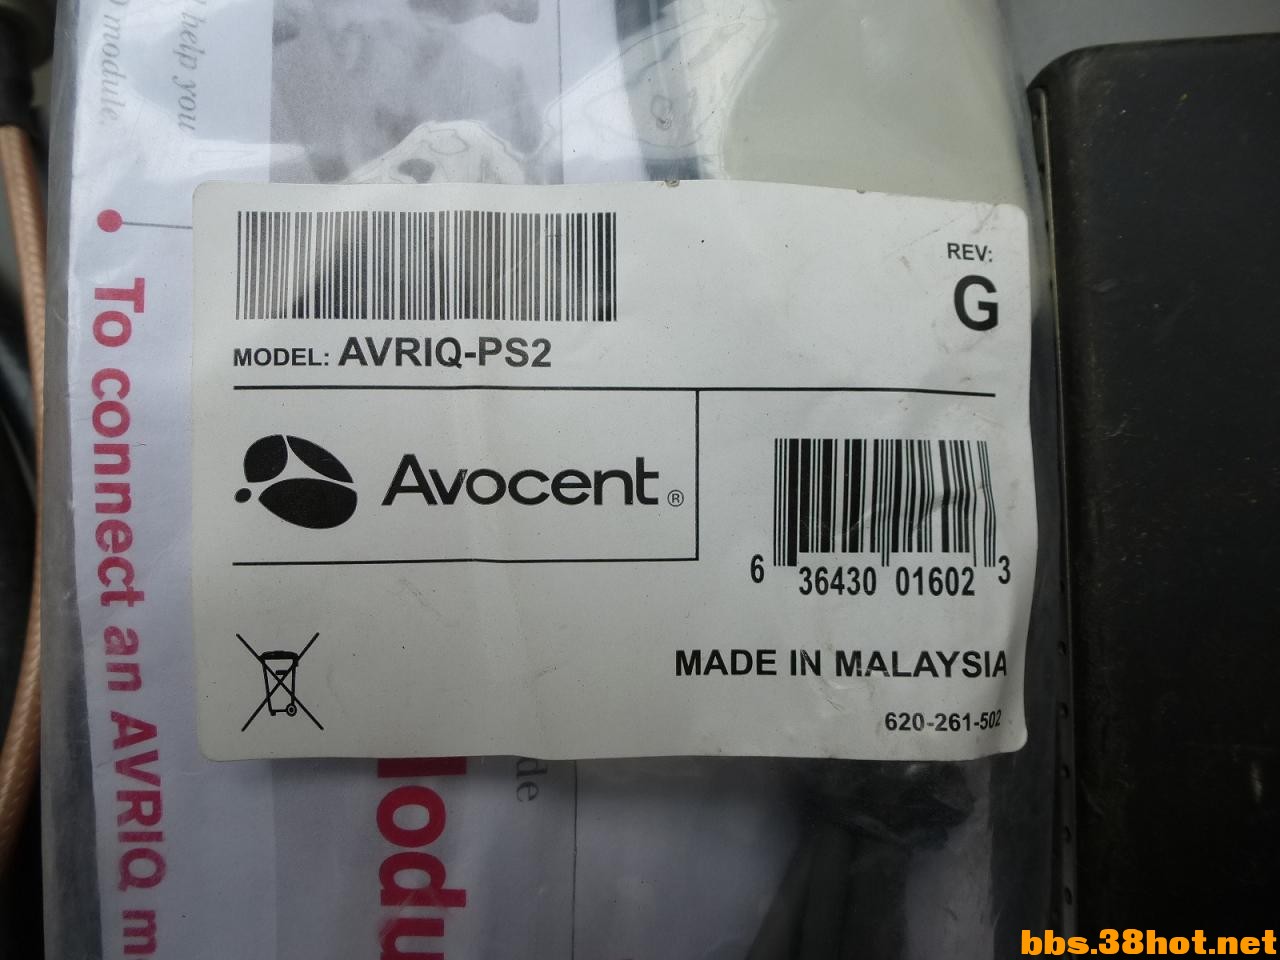 l help you
O module.
To connect an AVRIQ m
REV:
G
MODEL: AVRIQ-PS2
Avocent®
6 36430 01602 3
MADE IN MALAYSIA
620-261-502
de
lodu
bbs.38hot.net